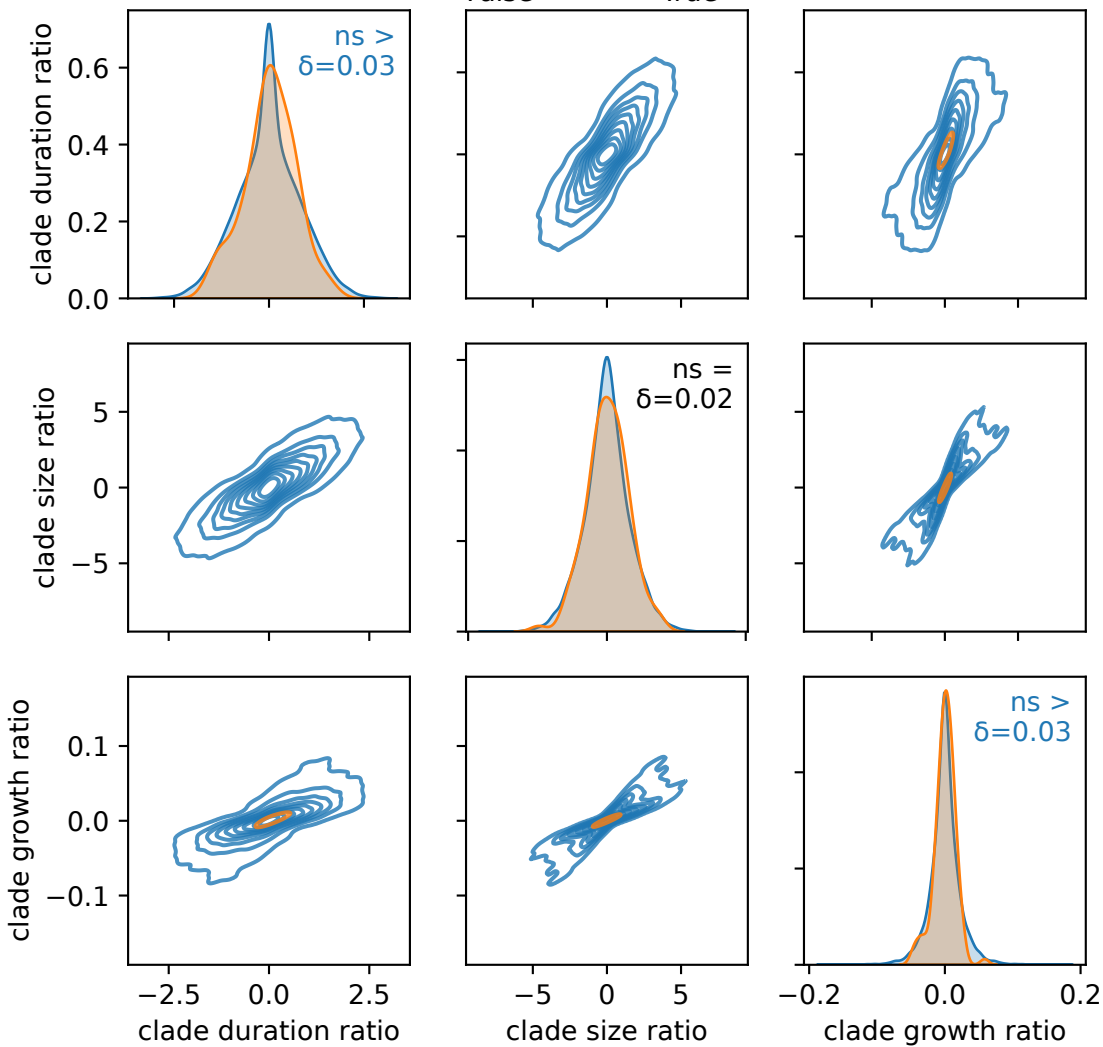 True
clade duration ratio
0.6
0.4
0.2
0.0
ns >
δ=0.03
clade size ratio
5
0
−5
ns =
δ=0.02
clade growth ratio
0.1
0.0
−0.1
ns >
δ=0.03
−2.5
0.0
2.5
−5
0
5
−0.2
0.0
0.2
clade duration ratio
clade size ratio
clade growth ratio